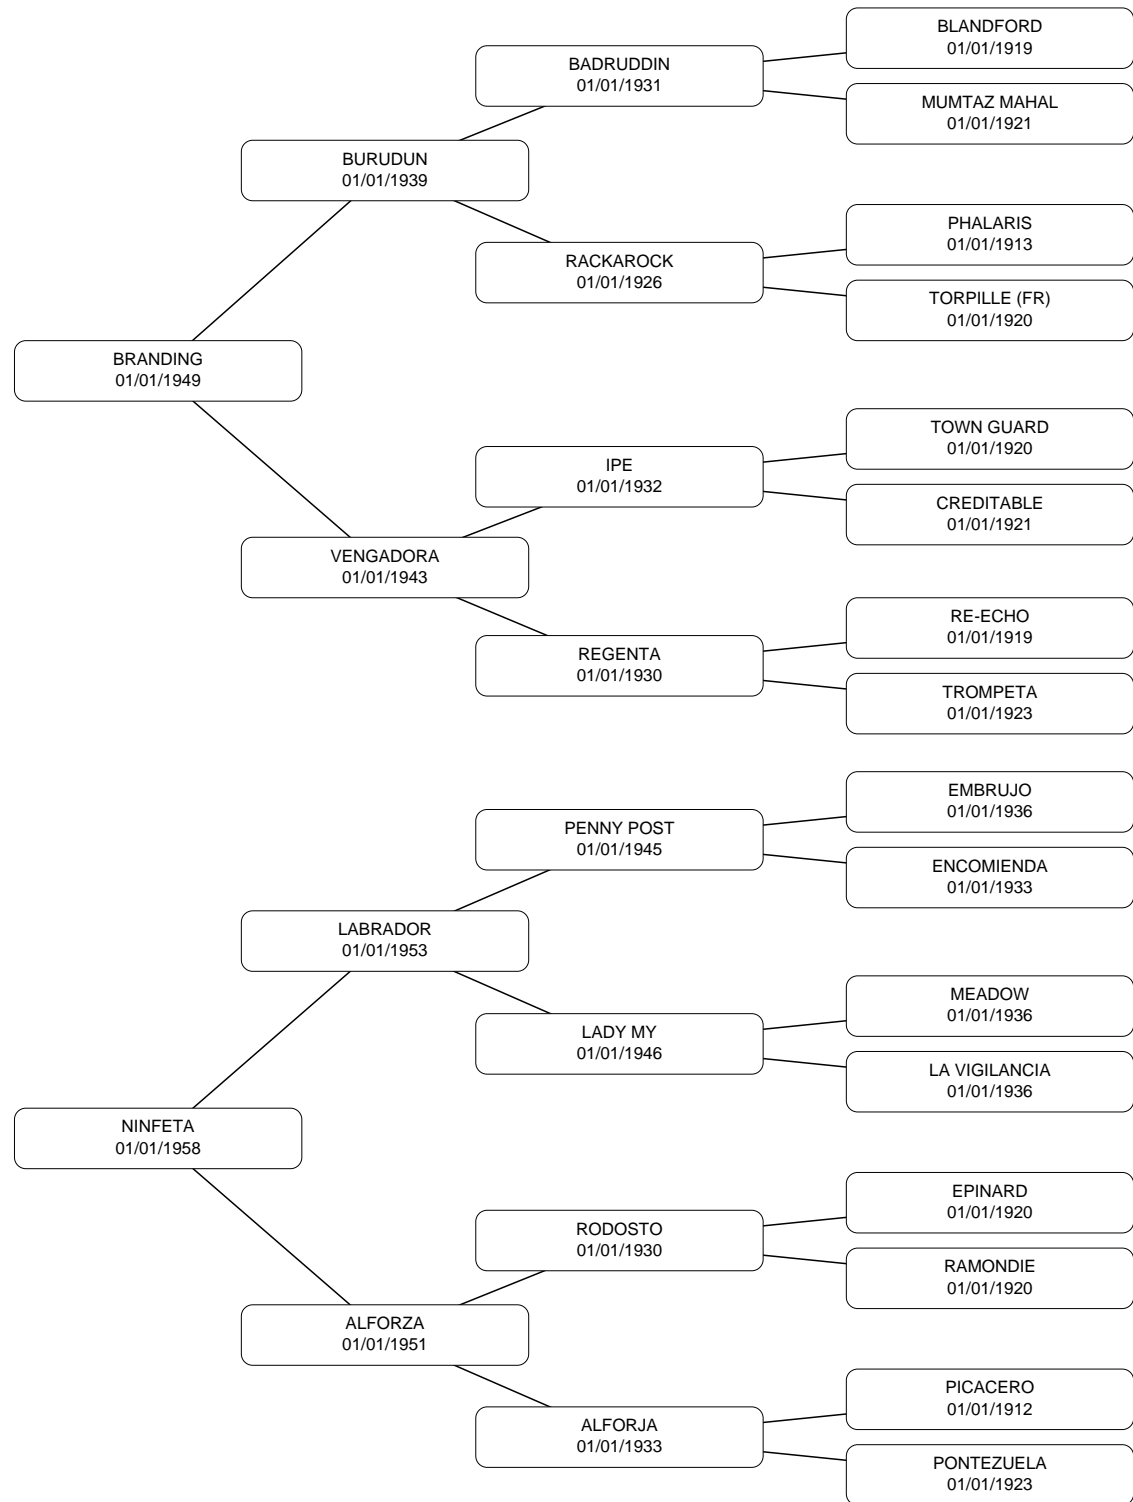 BLANDFORD
01/01/1919
BADRUDDIN
01/01/1931
MUMTAZ MAHAL
01/01/1921
BURUDUN
01/01/1939
PHALARIS
01/01/1913
RACKAROCK
01/01/1926
TORPILLE (FR)
01/01/1920
BRANDING
01/01/1949
TOWN GUARD
01/01/1920
IPE
01/01/1932
CREDITABLE
01/01/1921
VENGADORA
01/01/1943
RE-ECHO
01/01/1919
REGENTA
01/01/1930
TROMPETA
01/01/1923
EMBRUJO
01/01/1936
PENNY POST
01/01/1945
ENCOMIENDA
01/01/1933
LABRADOR
01/01/1953
MEADOW
01/01/1936
LADY MY
01/01/1946
LA VIGILANCIA
01/01/1936
NINFETA
01/01/1958
EPINARD
01/01/1920
RODOSTO
01/01/1930
RAMONDIE
01/01/1920
ALFORZA
01/01/1951
PICACERO
01/01/1912
ALFORJA
01/01/1933
PONTEZUELA
01/01/1923